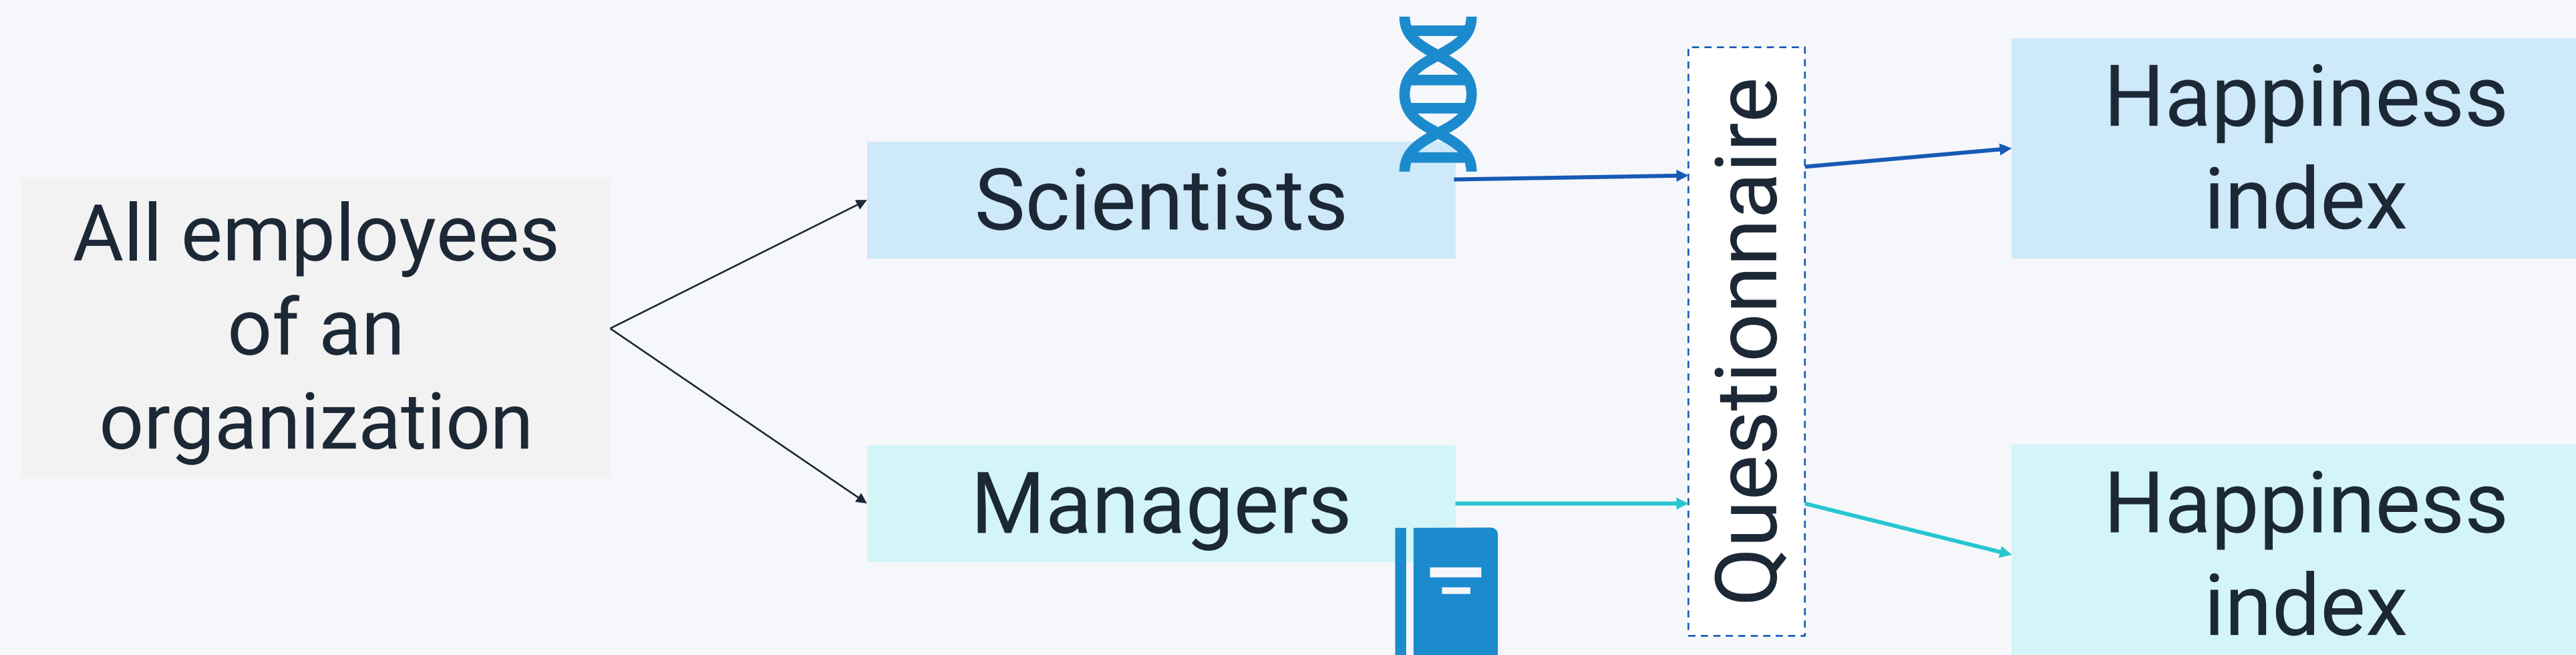 All employees
of an
organization
Scientists
Managers
Questionnaire
Happiness
index
Happiness
index